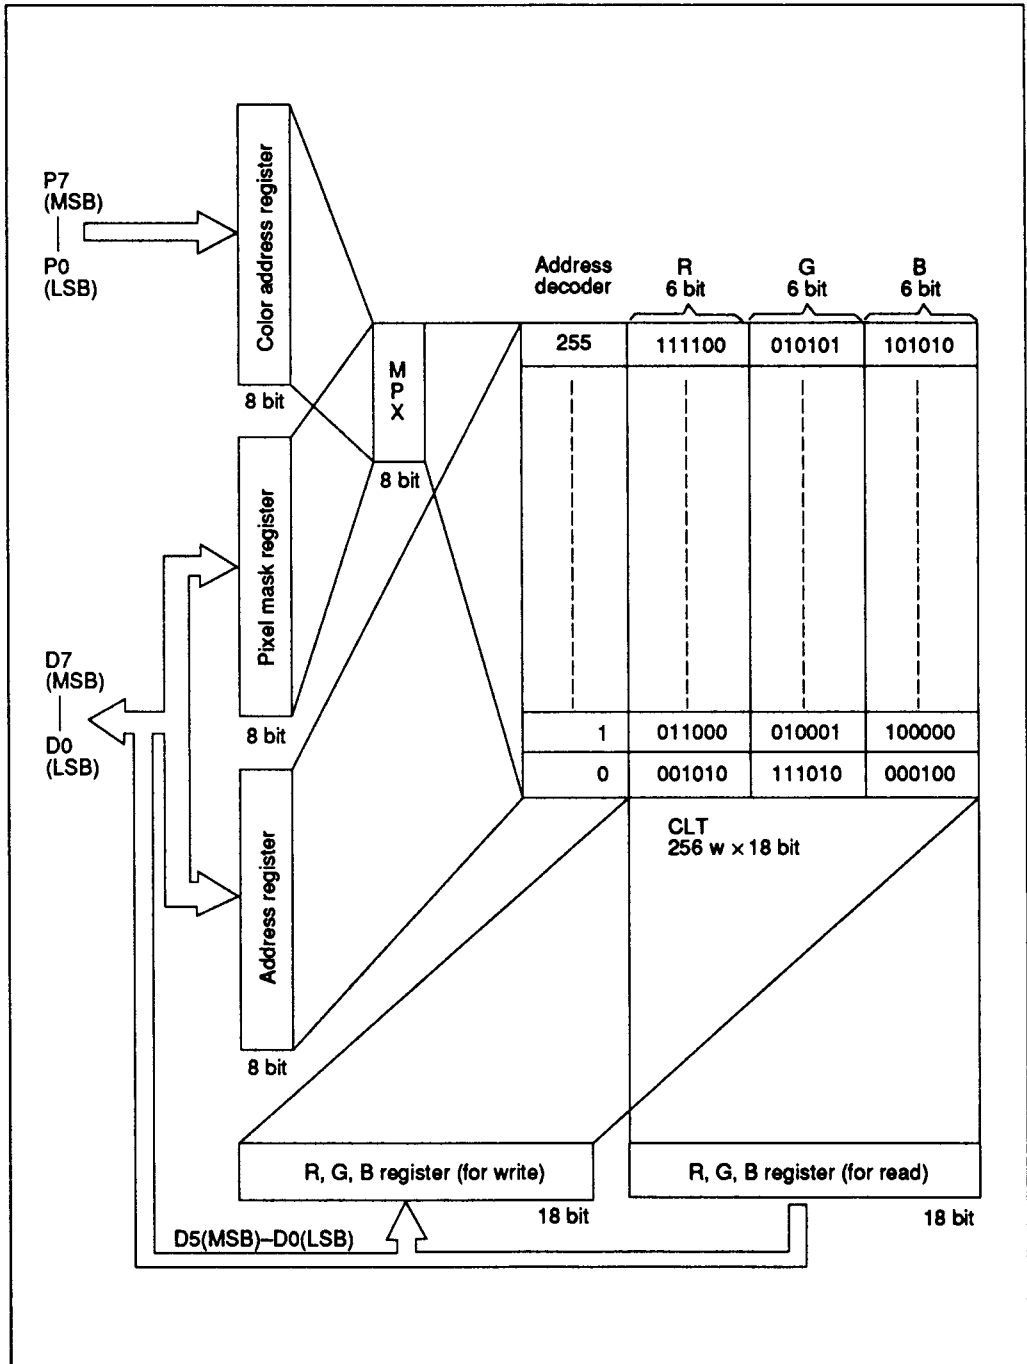 P7
(MSB)
P0
(LSB)
Color address register
8 bit
MPX
8 bit
Address
decoder
R
6 bit
G
6 bit
B
6 bit
255 111100 010101 101010
1 011000 010001 100000
0 001010 111010 000100
Pixel mask register
8 bit
D7
(MSB)
D0
(LSB)
Address register
8 bit
CLT
256 w × 18 bit
R, G, B register (for write)
18 bit
R, G, B register (for read)
18 bit
D5(MSB)–D0(LSB)